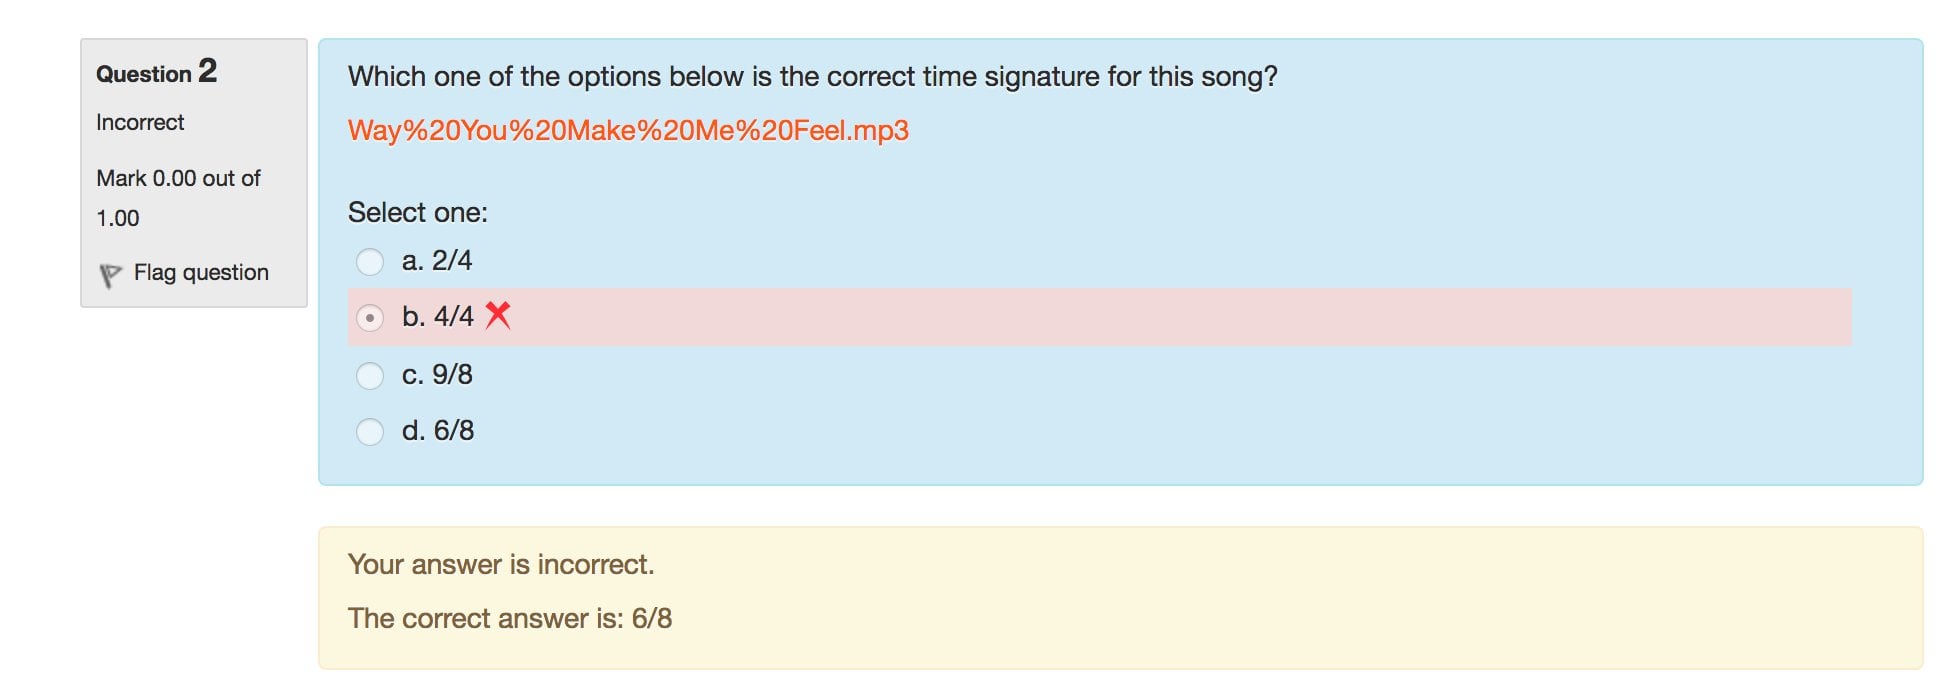 Question 2
Incorrect
Mark 0.00 out of
1.00
Flag question
Which one of the options below is the correct time signature for this song?
Way%20You%20Make%20Me%20Feel.mp3
Select one:
a. 2/4
b. 4/4
c. 9/8
d. 6/8
Your answer is incorrect.
The correct answer is: 6/8